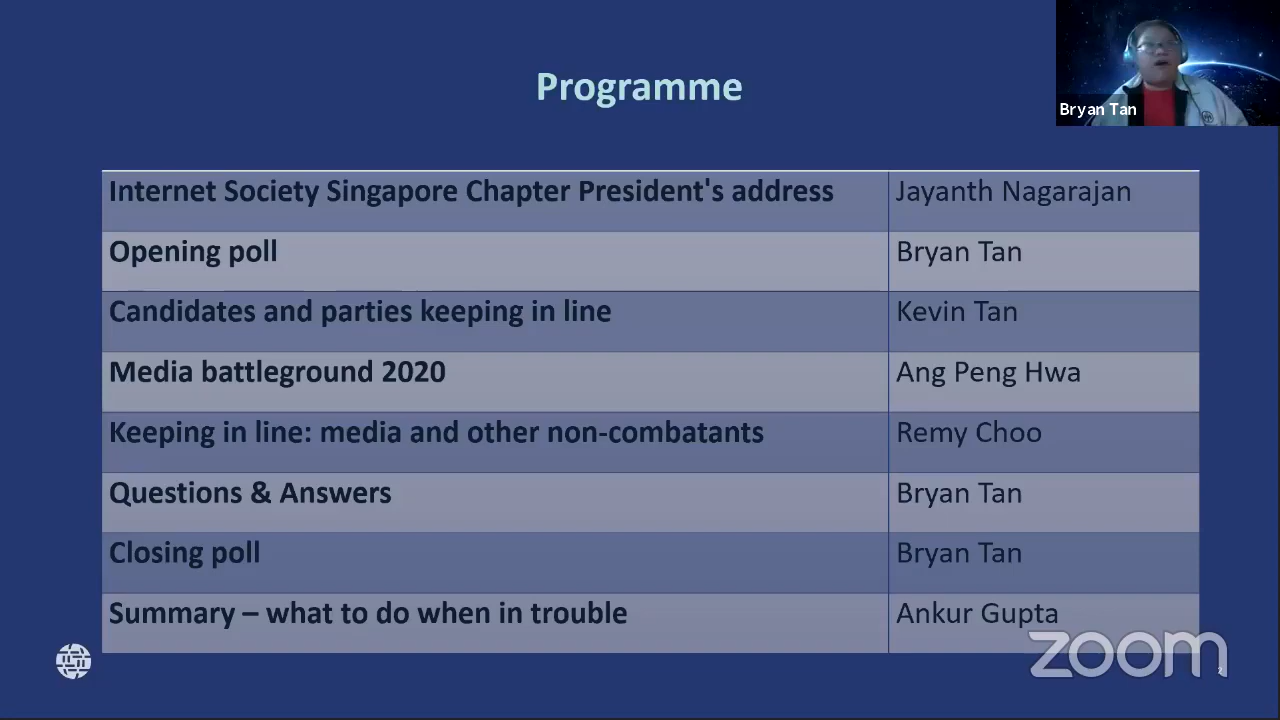 Programme
Bryan Tan
Internet Society Singapore Chapter President's address Jayanth Nagarajan
Opening poll Bryan Tan
Candidates and parties keeping in line Kevin Tan
Media battleground 2020 Ang Peng Hwa
Keeping in line: media and other non-combatants Remy Choo
Questions & Answers Bryan Tan
Closing poll Bryan Tan
Summary – what to do when in trouble Ankur Gupta
zoom
2